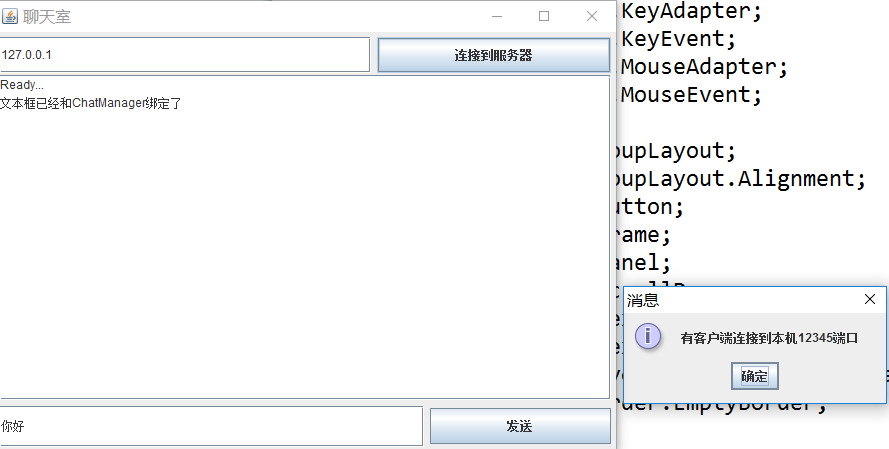 聊天室
127.0.0.1
连接到服务器
Ready...
文本框已经和ChatManager绑定了
你好
发送
.KeyAdapter;
.KeyEvent;
.MouseAdapter;
.MouseEvent;
oupLayout;
oupLayout.Alignment;
utton;
rame;
anel;
消息
有客户端连接到本机12345端口
确定
rder.EmptyBorder;